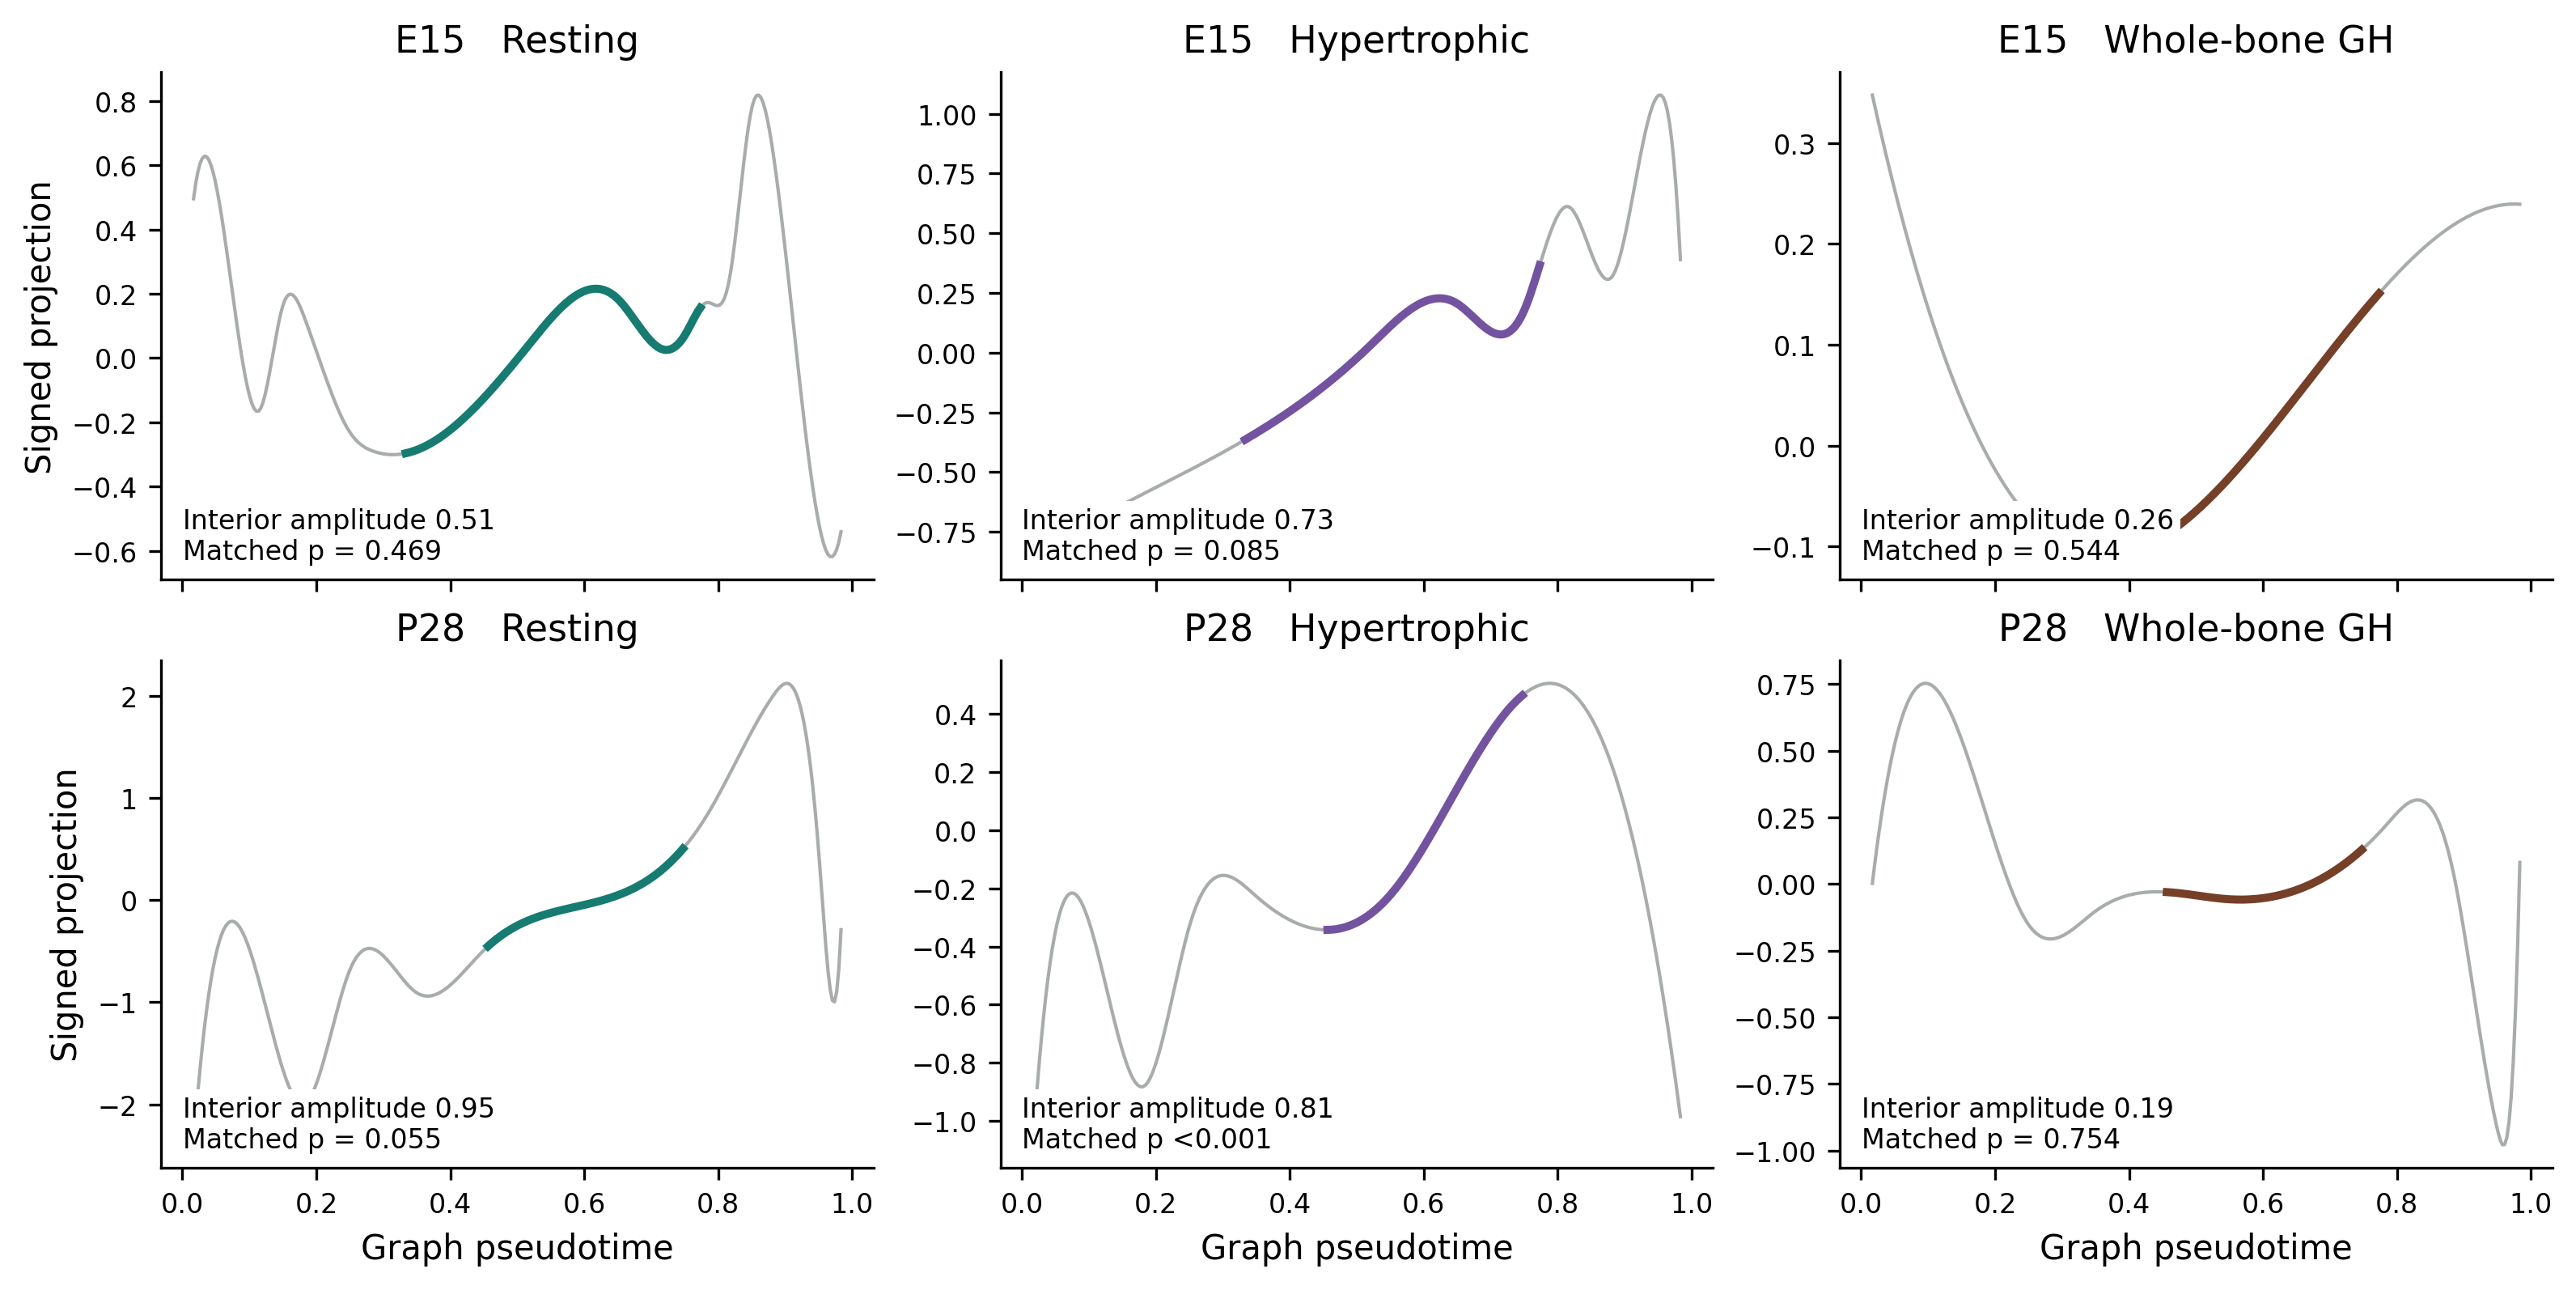 E15   Resting
E15   Hypertrophic
E15   Whole-bone GH
Signed projection
0.8
0.6
0.4
0.2
0.0
−0.2
−0.4
−0.6
Interior amplitude 0.51
Matched p = 0.469
1.00
0.75
0.50
0.25
0.00
−0.25
−0.50
−0.75
Interior amplitude 0.73
Matched p = 0.085
0.3
0.2
0.1
0.0
−0.1
Interior amplitude 0.26
Matched p = 0.544
P28   Resting
P28   Hypertrophic
P28   Whole-bone GH
Signed projection
2
1
0
−1
−2
Interior amplitude 0.95
Matched p = 0.055
0.0 0.2 0.4 0.6 0.8 1.0
Graph pseudotime
0.4
0.2
0.0
−0.2
−0.4
−0.6
−0.8
−1.0
Interior amplitude 0.81
Matched p <0.001
0.0 0.2 0.4 0.6 0.8 1.0
Graph pseudotime
0.75
0.50
0.25
0.00
−0.25
−0.50
−0.75
−1.00
Interior amplitude 0.19
Matched p = 0.754
0.0 0.2 0.4 0.6 0.8 1.0
Graph pseudotime